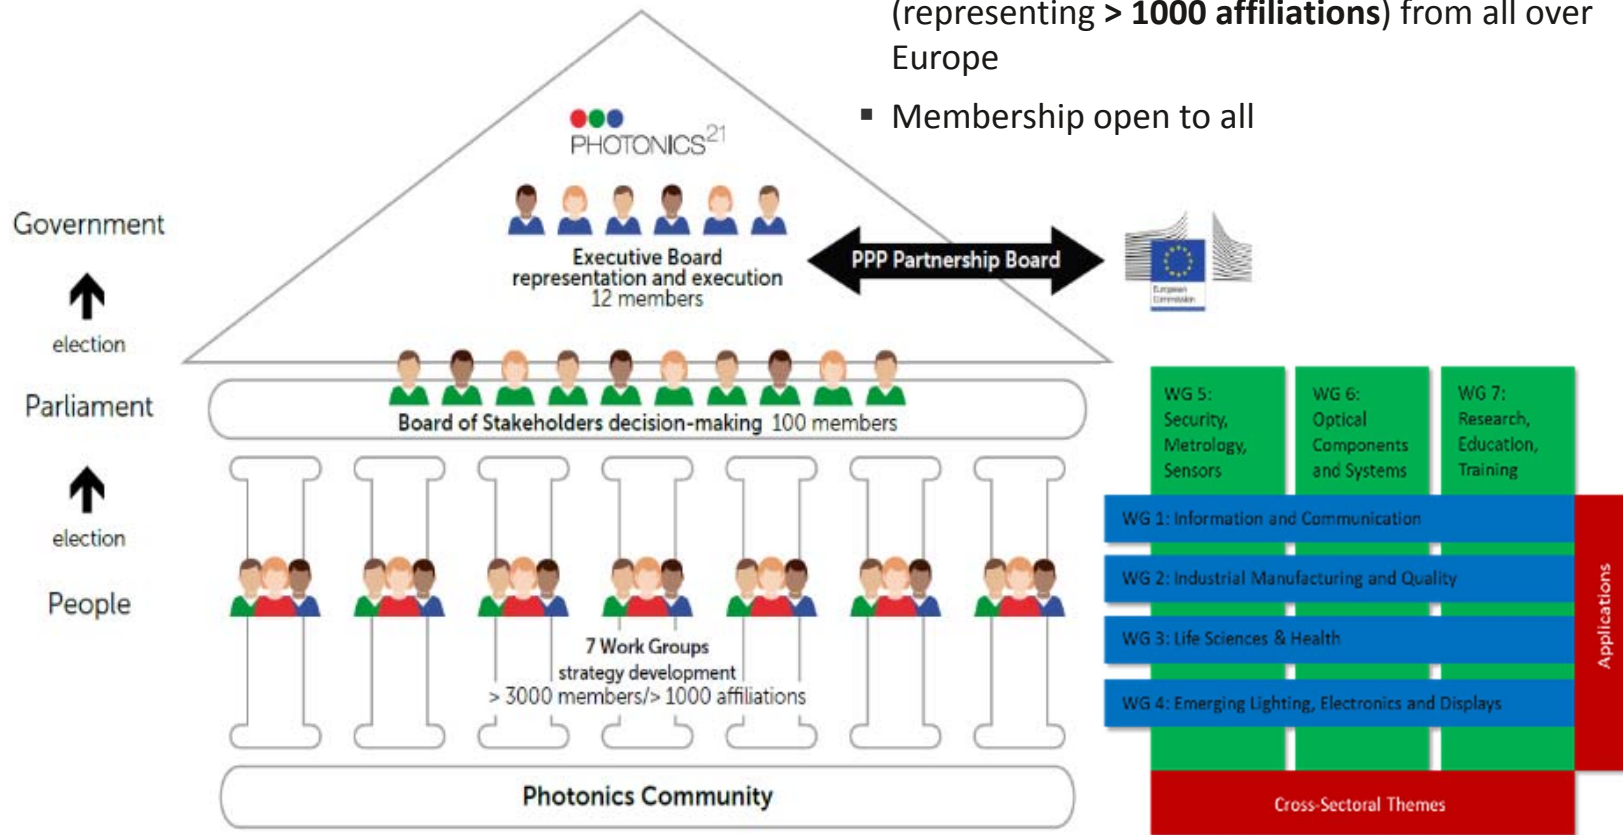 (representing > 1000 affiliations) from all over
Europe
▪ Membership open to all
PHOTONICS21
Government
election
Parliament
election
People
Executive Board
representation and execution
12 members
PPP Partnership Board
European
Commission
Board of Stakeholders decision-making 100 members
7 Work Groups
strategy development
> 3000 members/> 1000 affiliations
Photonics Community
WG 5:
Security,
Metrology,
Sensors
WG 6:
Optical
Components
and Systems
WG 7:
Research,
Education,
Training
WG 1: Information and Communication
WG 2: Industrial Manufacturing and Quality
WG 3: Life Sciences & Health
WG 4: Emerging Lighting, Electronics and Displays
Applications
Cross-Sectoral Themes